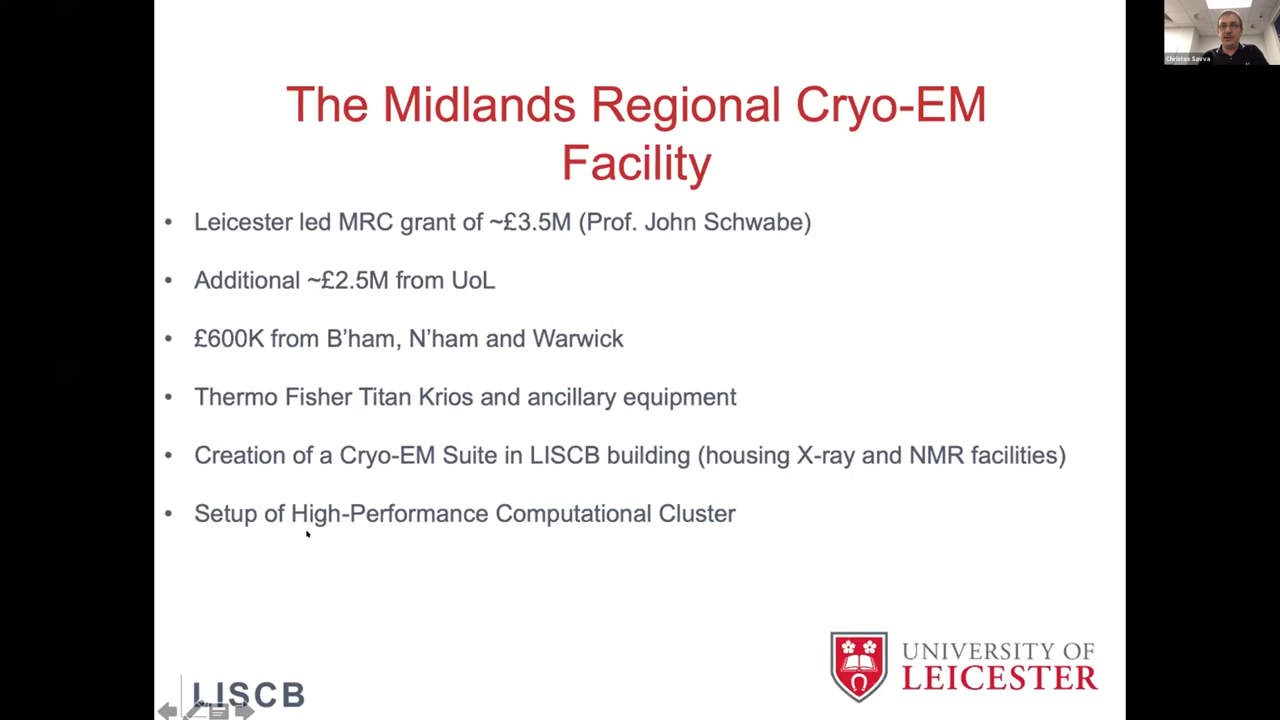 Christos Savva
The Midlands Regional Cryo-EM
Facility
• Leicester led MRC grant of ~£3.5M (Prof. John Schwabe)
• Additional ~£2.5M from UoL
• £600K from B’ham, N’ham and Warwick
• Thermo Fisher Titan Krios and ancillary equipment
• Creation of a Cryo-EM Suite in LISCB building (housing X-ray and NMR facilities)
• Setup of High-Performance Computational Cluster
LISCB
UNIVERSITY OF
LEICESTER